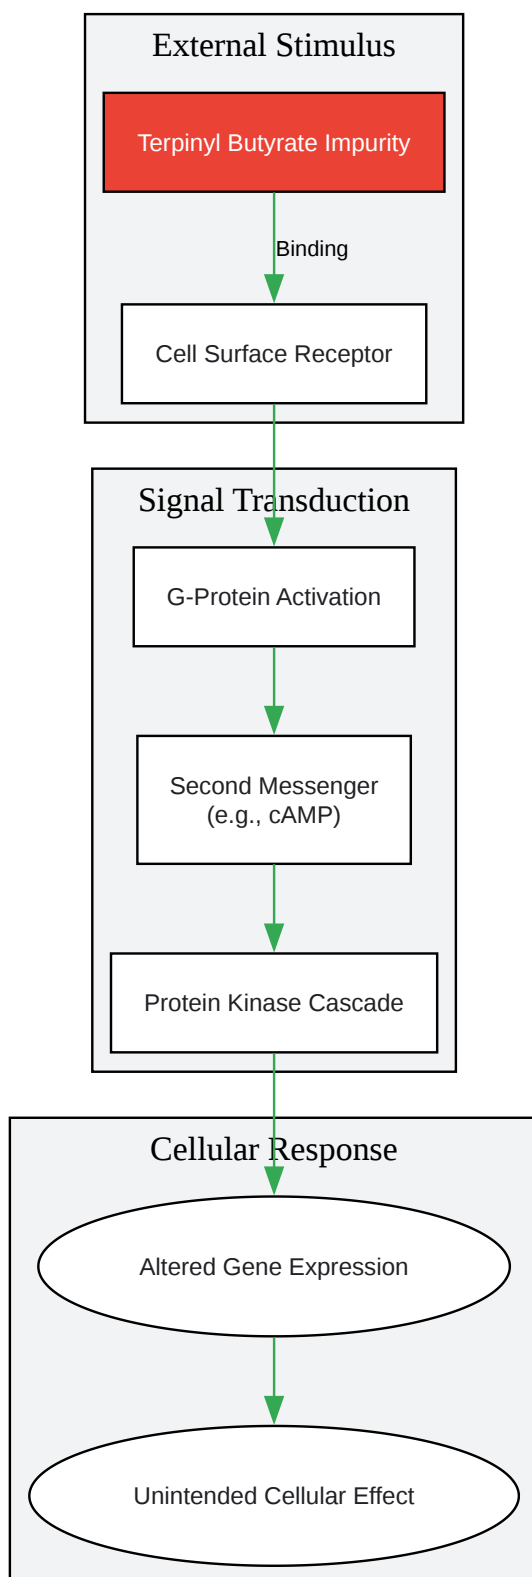 External Stimulus
Terpinyl Butyrate Impurity
Binding
Cell Surface Receptor
Signal Transduction
G-Protein Activation
Second Messenger
(e.g., cAMP)
Protein Kinase Cascade
Cellular Response
Altered Gene Expression
Unintended Cellular Effect